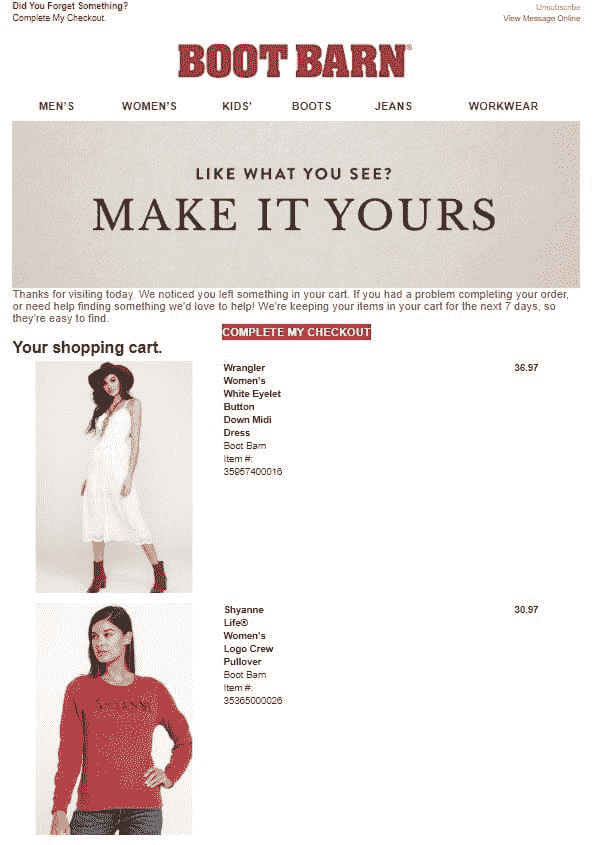 Did You Forget Something?
Complete My Checkout.
Unsubscribe
View Message Online
BOOT BARN®
MEN'S WOMEN'S KIDS' BOOTS JEANS WORKWEAR
LIKE WHAT YOU SEE?
MAKE IT YOURS
Thanks for visiting today. We noticed you left something in your cart. If you had a problem completing your order,
or need help finding something we'd love to help! We're keeping your items in your cart for the next 7 days, so
they're easy to find.
COMPLETE MY CHECKOUT
Your shopping cart.
Wrangler 36.97
Women's
White Eyelet
Button
Down Midi
Dress
Boot Barn
Item #:
35957400016
Shyanne 30.97
Life®
Women's
Logo Crew
Pullover
Boot Barn
Item #:
35365000026